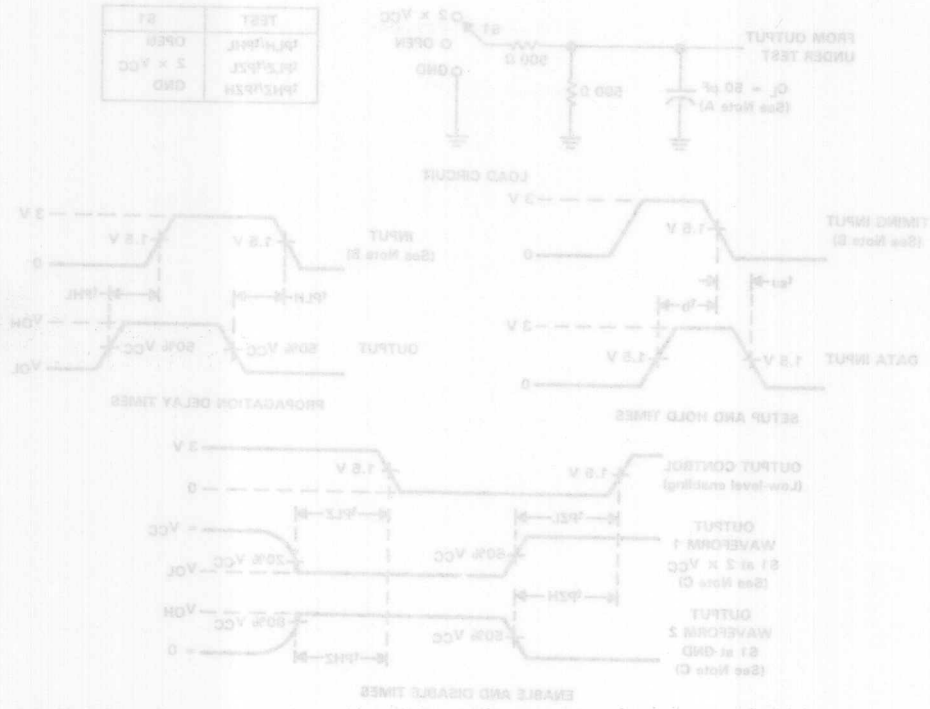 FROM OUTPUT
UNDER TEST
CL = 50 pF
(See Note A)
500 Ω
500 Ω
S1
2 × VCC
OPEN
GND
TEST S1
tPLH/tPHL OPEN
tPLZ/tPZL 2 × VCC
tPHZ/tPZH GND
LOAD CIRCUIT
TIMING INPUT
(See Note B)
1.5 V
3 V
0
tsu
th
DATA INPUT
1.5 V
1.5 V
3 V
0
SETUP AND HOLD TIMES
INPUT
(See Note B)
1.5 V
1.5 V
3 V
0
tPLH
tPHL
OUTPUT
50% VCC
50% VCC
VOH
VOL
PROPAGATION DELAY TIMES
OUTPUT CONTROL
(Low-level enabling)
1.5 V
1.5 V
3 V
0
tPZL
tPLZ
OUTPUT
WAVEFORM 1
S1 at 2 × VCC
(See Note C)
50% VCC
20% VCC
≈ VCC
VOL
tPZH
OUTPUT
WAVEFORM 2
S1 at GND
(See Note C)
50% VCC
80% VCC
VOH
≈ 0
tPHZ
ENABLE AND DISABLE TIMES